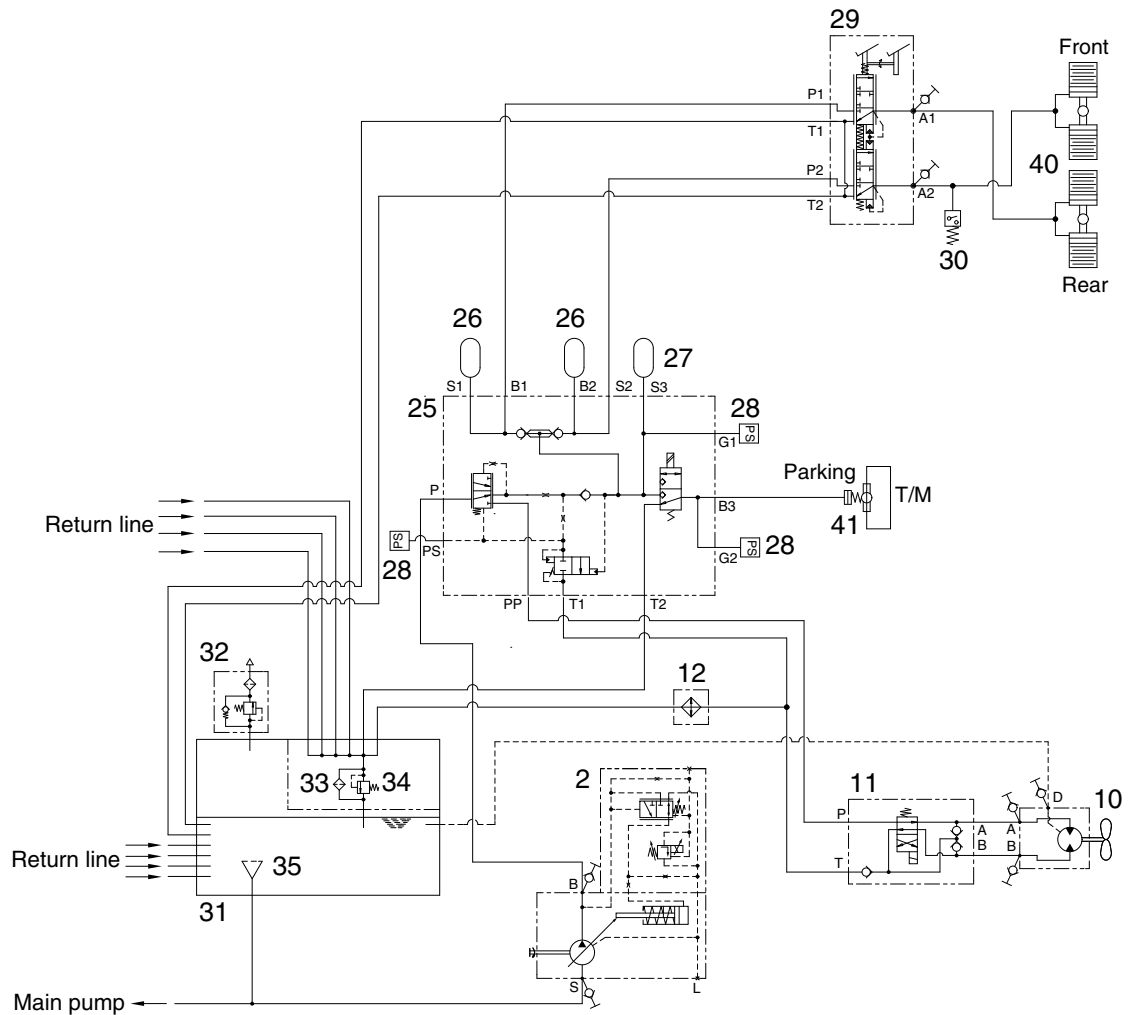 29
Front
P1
A1
T1
P2
40
A2
T2
30
Rear
26
26
27
S1
B1
B2
S2
S3
25
28
PS
G1
Parking
T/M
P
B3
41
Return line
PS
PS
28
PS
28
G2
PP
T1
T2
32
12
33
34
2
11
D
10
P
A
A
B
B
T
Return line
35
B
31
S
L
Main pump